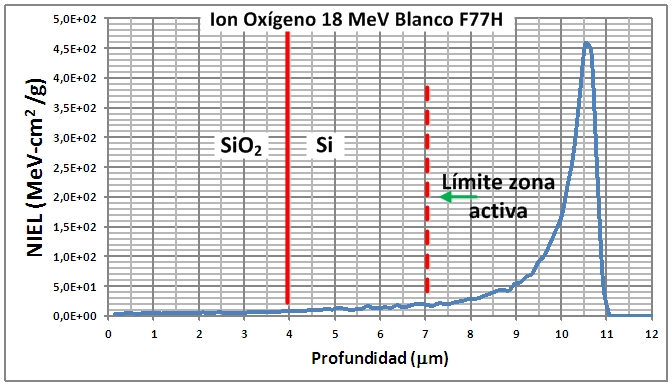 Ion Oxígeno 18 MeV Blanco F77H
NIEL (MeV-cm² /g)
5,0E+02
4,5E+02
4,0E+02
3,5E+02
3,0E+02
2,5E+02
2,0E+02
1,5E+02
1,0E+02
5,0E+01
0,0E+00
SiO₂
Si
Límite zona
activa
0 1 2 3 4 5 6 7 8 9 10 11 12
Profundidad (μm)